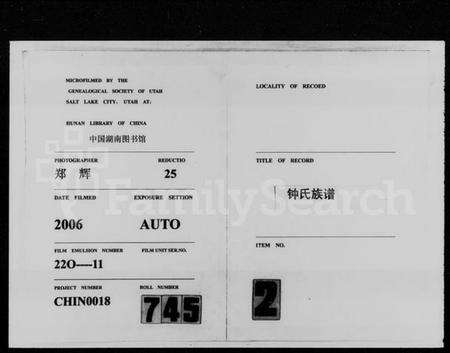 MICROFILMED BY THE
GENEALOGICAL SOCIETY OF UTAH
SALT LAKE CITY, UTAH AT:
HUNAN LIBRARY OF CHINA
中国湖南图书馆
PHOTOGRAPHER REDUCTIO
郑 辉 25
DATE FILMED EXPOSURE SETTION
2006 AUTO
FILM EMULSION NUMBER FILM UNIT SER.NO.
22O----11
PROJECT NUMBER ROLL NUMBER
CHIN0018 745
LOCALITY OF RECOED
TITLE OF RECORD
钟氏族谱
ITEM NO.
2
FamilySearch